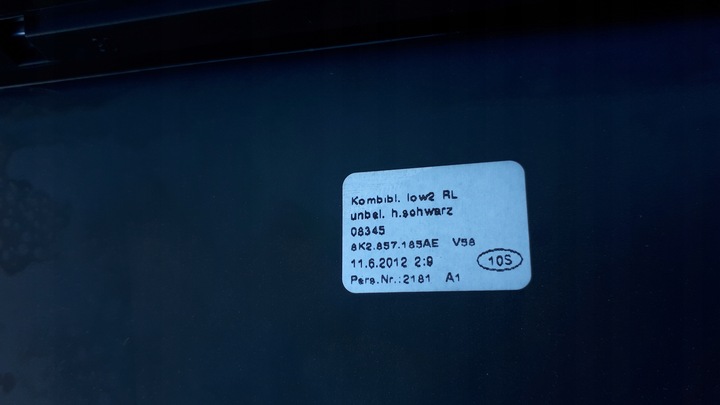 Kombibl. low2 RL
unbel. h.schwarz
08345
8K2.857.185AE V58
11.6.2012 2:9 10S
Pers.Nr.:2181 A1